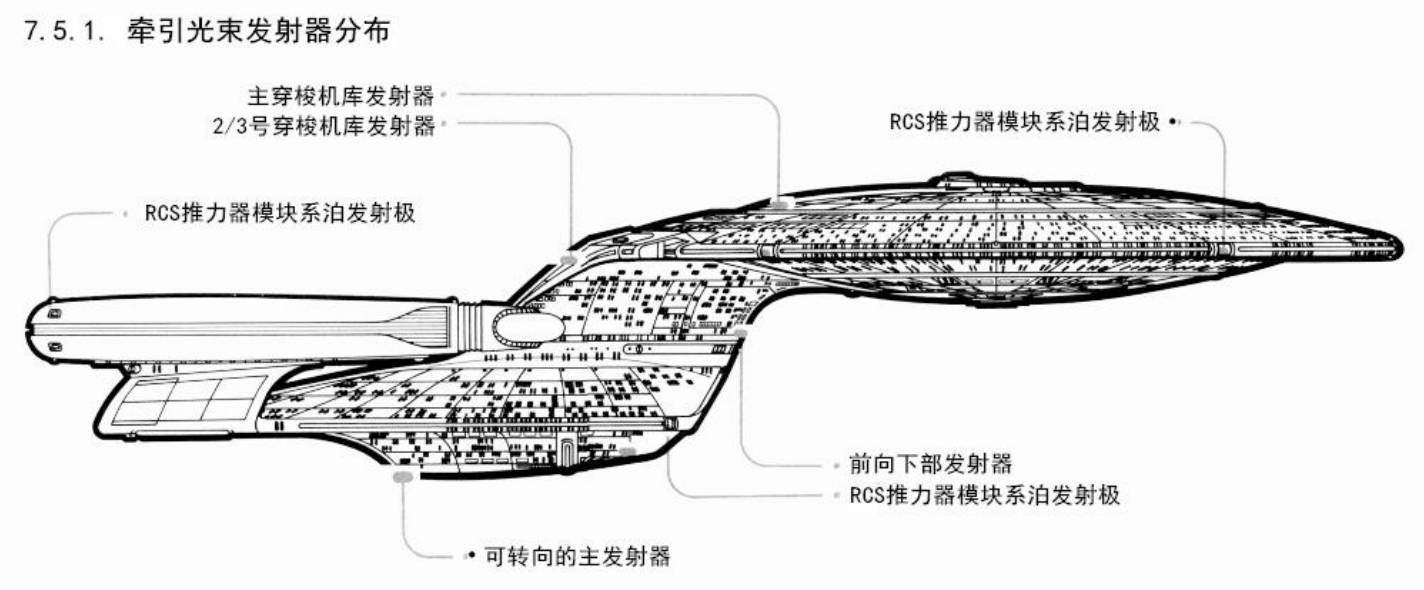 7.5.1. 牵引光束发射器分布
主穿梭机库发射器
2/3号穿梭机库发射器
RCS推力器模块系泊发射极
RCS推力器模块系泊发射极
前向下部发射器
RCS推力器模块系泊发射极
可转向的主发射器